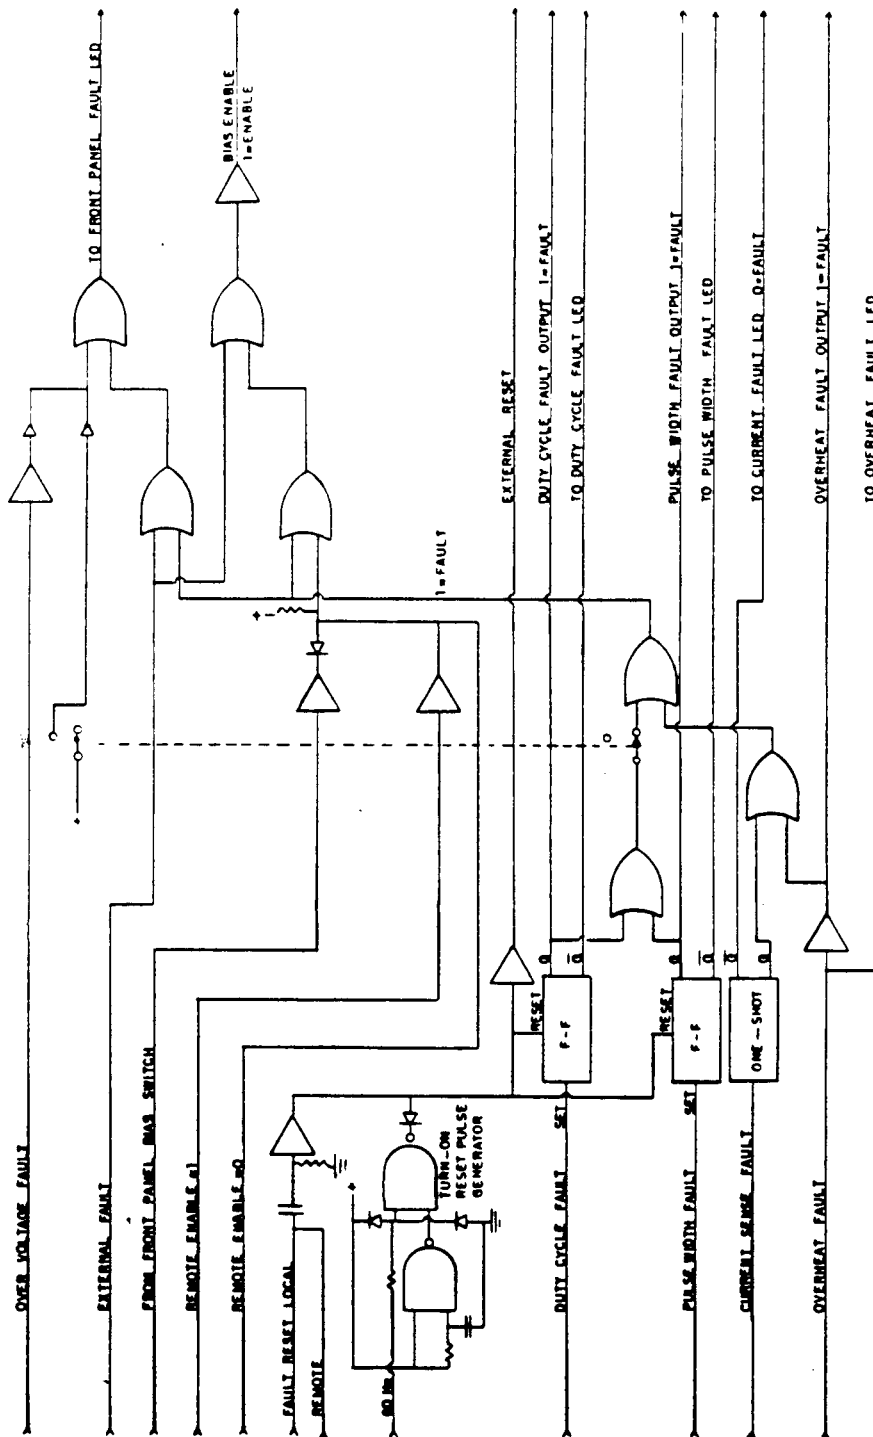 OVER VOLTAGE FAULT
EXTERNAL FAULT
FROM FRONT PANEL BIAS SWITCH
REMOTE ENABLE =1
REMOTE ENABLE =0
FAULT RESET LOCAL
REMOTE
60 Hz
TURN-ON
RESET PULSE
GENERATOR
DUTY CYCLE FAULT
PULSE WIDTH FAULT
CURRENT SENSE FAULT
OVERHEAT FAULT
SET
RESET
F-F
Q
Q
SET
RESET
F-F
Q
Q
ONE-SHOT
Q
Q
1=FAULT
TO FRONT PANEL FAULT LED
BIAS ENABLE
1=ENABLE
EXTERNAL RESET
DUTY CYCLE FAULT OUTPUT 1=FAULT
TO DUTY CYCLE FAULT LED
PULSE WIDTH FAULT OUTPUT 1=FAULT
TO PULSE WIDTH FAULT LED
TO CURRENT FAULT LED 0=FAULT
OVERHEAT FAULT OUTPUT 1=FAULT
TO OVERHEAT FAULT LED